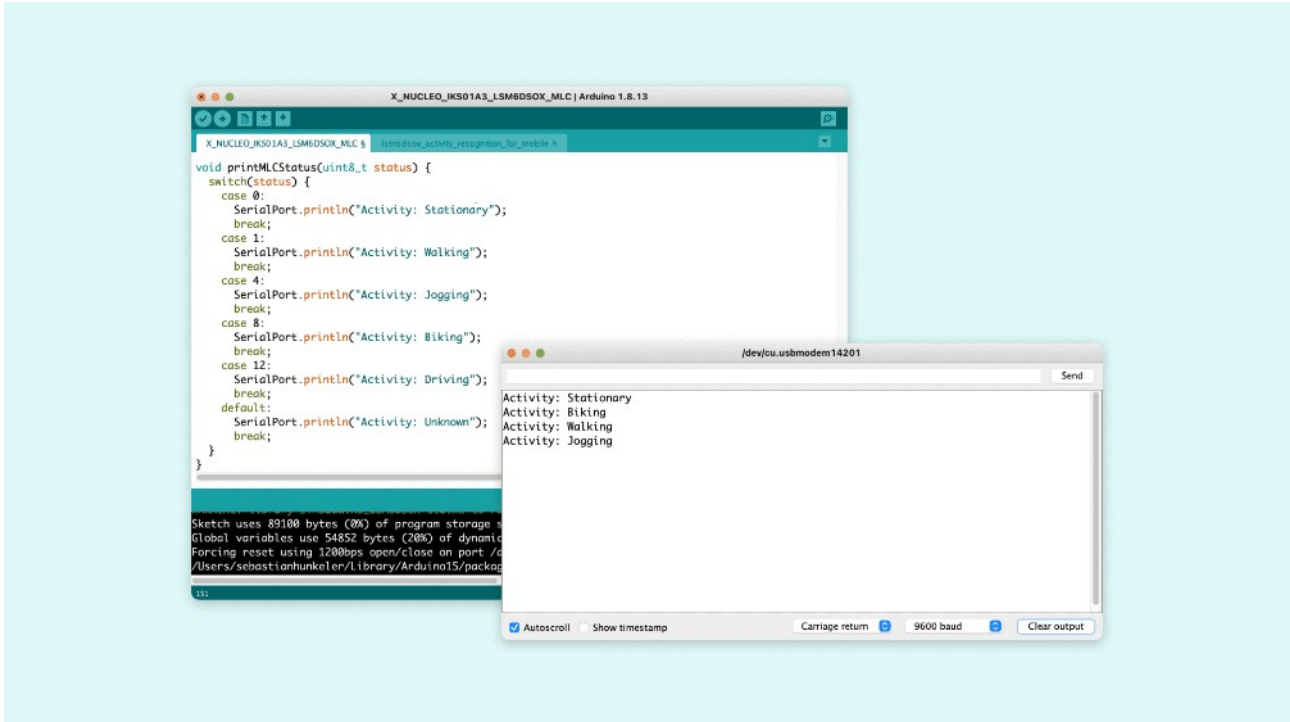 X_NUCLEO_IKS01A3_LSM6DSOX_MLC | Arduino 1.8.13
X_NUCLEO_IKS01A3_LSM6DSOX_MLC §
lsm6dsox_activity_recognition_for_mobile.h
void printMLCStatus(uint8_t status) {
switch(status) {
case 0:
SerialPort.println("Activity: Stationary");
break;
case 1:
SerialPort.println("Activity: Walking");
break;
case 4:
SerialPort.println("Activity: Jogging");
break;
case 8:
SerialPort.println("Activity: Biking");
break;
case 12:
SerialPort.println("Activity: Driving");
break;
default:
SerialPort.println("Activity: Unknown");
break;
}
}
Sketch uses 89100 bytes (0%) of program storage s
Global variables use 54852 bytes (20%) of dynamic
Forcing reset using 1200bps open/close on port
/Users/sebastianhunkeler/Library/Arduino15/packag
151
/dev/cu.usbmodem14201
Send
Activity: Stationary
Activity: Biking
Activity: Walking
Activity: Jogging
Autoscroll
Show timestamp
Carriage return
9600 baud
Clear output